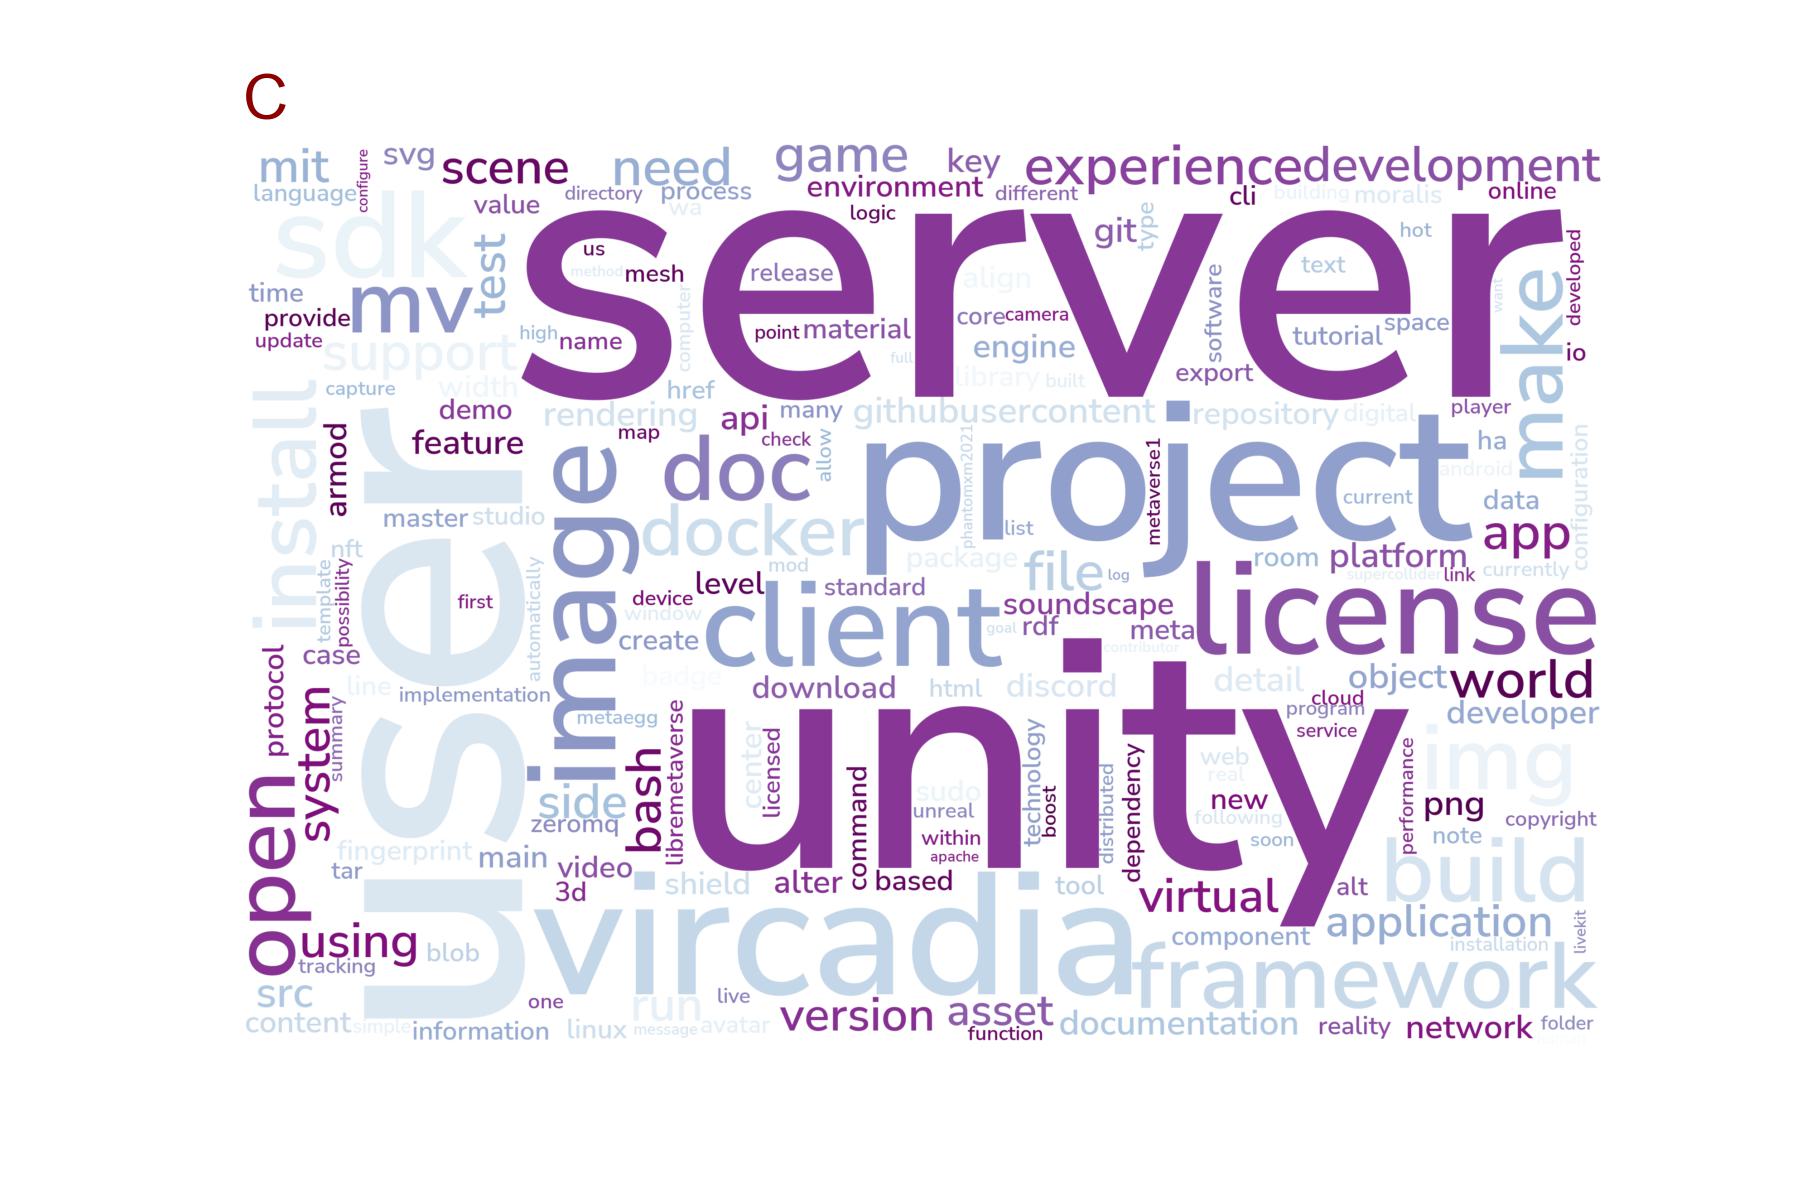 C
mit
svg
scene
need
game
key
experience
development
language
configure
value
directory
process
environment
different
cli
building
moralis
online
sdk
wa
logic
git
type
hot
developed
test
us
method
mesh
server
release
align
software
text
want
make
time
mv
provide
update
support
high
name
computer
point
material
core
camera
full
engine
tutorial
space
io
capture
width
href
library
built
export
install
demo
rendering
api
many
githubusercontent
repository
digital
player
feature
map
check
allow
doc
project
ha
android
armod
user
image
phantomxm2021
metaverse1
current
data
configuration
master
studio
docker
list
app
nft
template
possibility
automatically
mod
package
file
log
room
platform
supercollider
link
currently
first
device
level
standard
window
client
soundscape
license
create
goal
rdf
meta
contributor
protocol
case
line
implementation
badge
download
html
discord
detail
object
world
unity
system
summary
metaegg
libremetaverse
center
licensed
technology
cloud
program
service
developer
open
side
bash
command
sudo
unreal
boost
distributed
dependency
web
real
new
following
performance
img
png
copyright
zeromq
within
apache
soon
note
fingerprint
main
tar
video
3d
shield
alter
based
tool
virtual
alt
build
using
tracking
blob
vircadia
component
application
installation
livekit
framework
src
content
simple
information
one
linux
run
message
live
avatar
version
asset
function
documentation
reality
network
folder